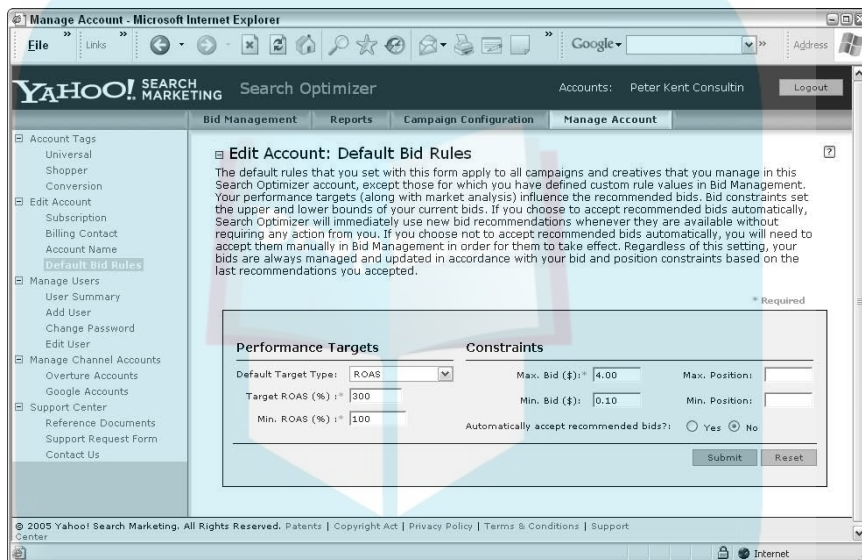 Manage Account - Microsoft Internet Explorer
File
Links
Google
Address
YAHOO! SEARCH MARKETING
Search Optimizer
Accounts: Peter Kent Consultin
Logout
Bid Management
Reports
Campaign Configuration
Manage Account
Account Tags
Universal
Shopper
Conversion
Edit Account
Subscription
Billing Contact
Account Name
Default Bid Rules
Manage Users
User Summary
Add User
Change Password
Edit User
Manage Channel Accounts
Overture Accounts
Google Accounts
Support Center
Reference Documents
Support Request Form
Contact Us
Edit Account: Default Bid Rules
?
The default rules that you set with this form apply to all campaigns and creatives that you manage in this
Search Optimizer account, except those for which you have defined custom rule values in Bid Management.
Your performance targets (along with market analysis) influence the recommended bids. Bid constraints set
the upper and lower bounds of your current bids. If you choose to accept recommended bids automatically,
Search Optimizer will immediately use new bid recommendations whenever they are available without
requiring any action from you. If you choose not to accept recommended bids automatically, you will need to
accept them manually in Bid Management in order for them to take effect. Regardless of this setting, your
bids are always managed and updated in accordance with your bid and position constraints based on the
last recommendations you accepted.
* Required
Performance Targets
Default Target Type: ROAS
Target ROAS (%) :* 300
Min. ROAS (%) :* 100
Constraints
Max. Bid ($):* 4.00
Max. Position:
Min. Bid ($): 0.10
Min. Position:
Automatically accept recommended bids?: Yes No
Submit
Reset
© 2005 Yahoo! Search Marketing. All Rights Reserved. Patents | Copyright Act | Privacy Policy | Terms & Conditions | Support
Center
Internet